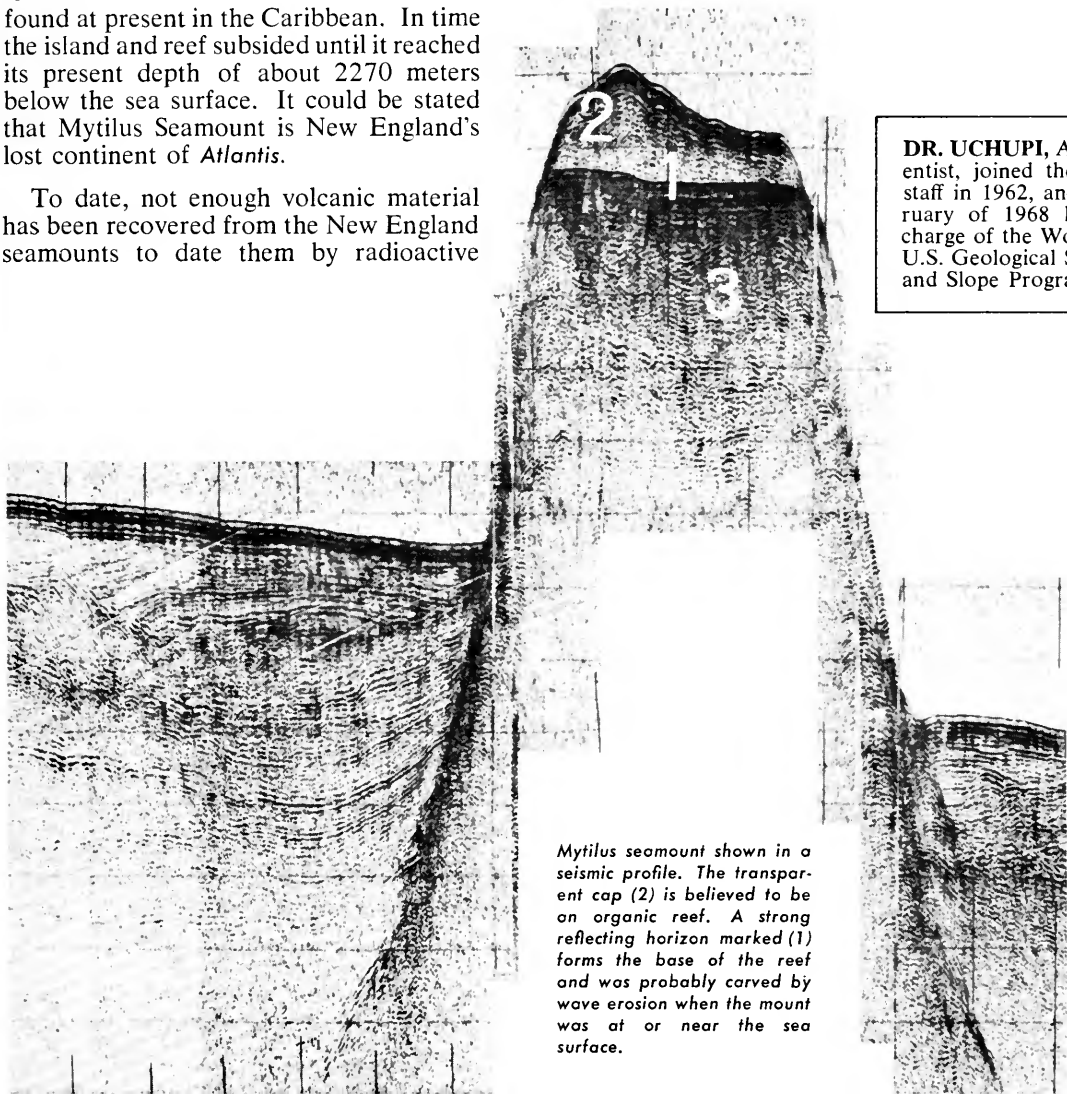 found at present in the Caribbean. In time
the island and reef subsided until it reached
its present depth of about 2270 meters
below the sea surface. It could be stated
that Mytilus Seamount is New England's
lost continent of Atlantis.
To date, not enough volcanic material
has been recovered from the New England
seamounts to date them by radioactive
2
1
3
DR. UCHUPI, A
entist, joined the
staff in 1962, an
ruary of 1968
charge of the Wo
U.S. Geological S
and Slope Progra
Mytilus seamount shown in a
seismic profile. The transpar-
ent cap (2) is believed to be
an organic reef. A strong
reflecting horizon marked (1)
forms the base of the reef
and was probably carved by
wave erosion when the mount
was at or near the sea
surface.